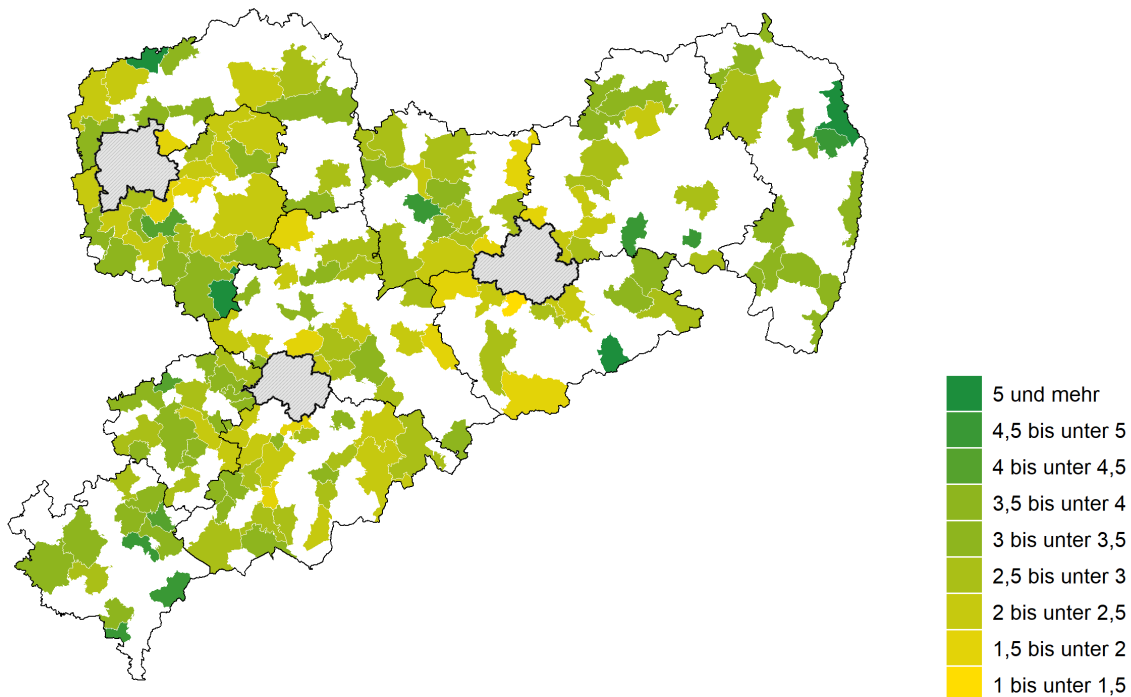 5 und mehr
4,5 bis unter 5
4 bis unter 4,5
3,5 bis unter 4
3 bis unter 3,5
2,5 bis unter 3
2 bis unter 2,5
1,5 bis unter 2
1 bis unter 1,5